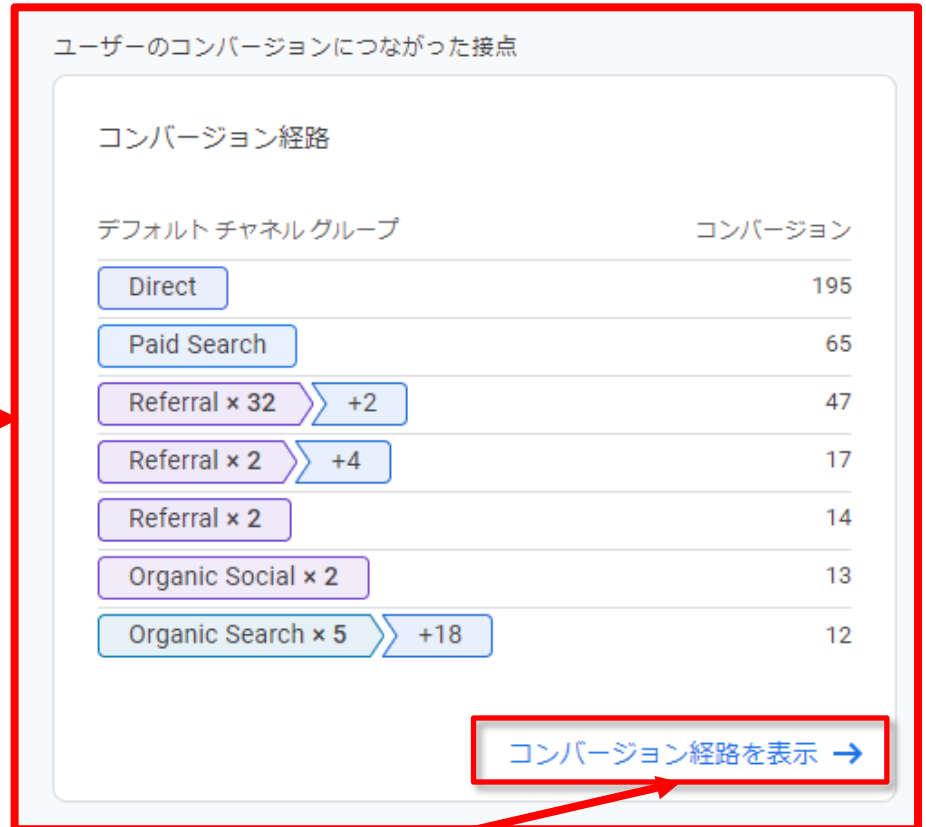 ユーザーのコンバージョンにつながった接点
コンバージョン経路
デフォルト チャネル グループ コンバージョン
Direct 195
Paid Search 65
Referral × 32 +2 47
Referral × 2 +4 17
Referral × 2 14
Organic Social × 2 13
Organic Search × 5 +18 12
コンバージョン経路を表示 →